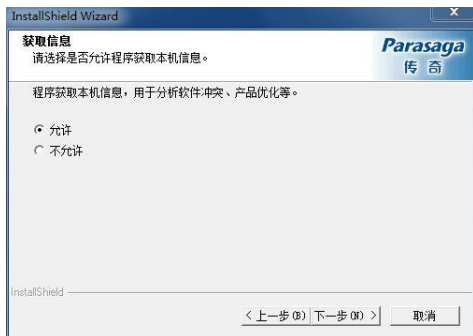 InstallShield Wizard
获取信息
请选择是否允许程序获取本机信息。
Parasaga
传奇
程序获取本机信息，用于分析软件冲突、产品优化等。
允许
不允许
InstallShield
< 上一步(B) 下一步(N) > 取消